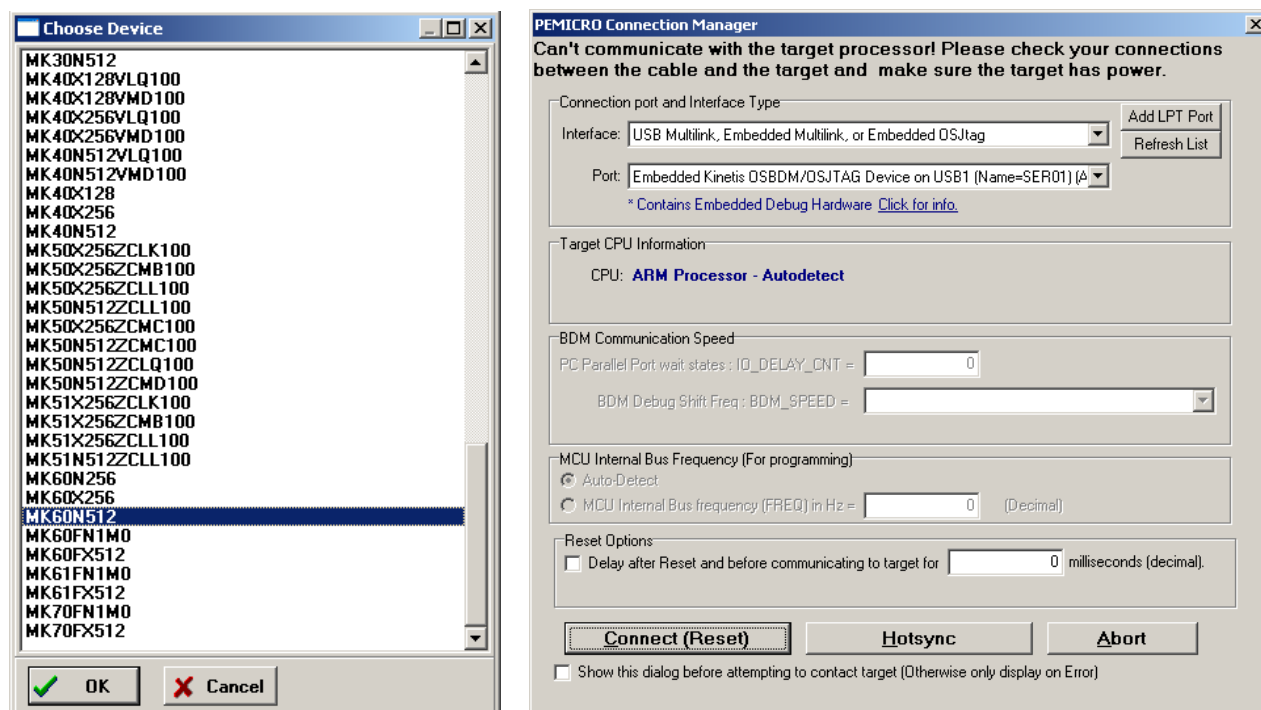 Choose Device
MK30N512
MK40X128VLQ100
MK40X128VMD100
MK40X256VLQ100
MK40X256VMD100
MK40N512VLQ100
MK40N512VMD100
MK40X128
MK40X256
MK40N512
MK50X256ZCLK100
MK50X256ZCMB100
MK50X256ZCLL100
MK50N512ZCLL100
MK50X256ZCMC100
MK50N512ZCMC100
MK50N512ZCLQ100
MK50N512ZCMD100
MK51X256ZCLK100
MK51X256ZCMB100
MK51X256ZCLL100
MK51N512ZCLL100
MK60N256
MK60X256
MK60N512
MK60FN1M0
MK60FX512
MK61FN1M0
MK61FX512
MK70FN1M0
MK70FX512
OK Cancel
PEMICRO Connection Manager
Can't communicate with the target processor! Please check your connections
between the cable and the target and make sure the target has power.
Connection port and Interface Type
Add LPT Port
Interface: USB Multilink, Embedded Multilink, or Embedded OSJtag
Refresh List
Port: Embedded Kinetis OSBDM/OSJTAG Device on USB1 (Name=SER01) (A
* Contains Embedded Debug Hardware Click for info.
Target CPU Information
CPU: ARM Processor - Autodetect
BDM Communication Speed
PC Parallel Port wait states : IO_DELAY_CNT = 0
BDM Debug Shift Freq : BDM_SPEED =
MCU Internal Bus Frequency (For programming)
Auto-Detect
MCU Internal Bus frequency (FREQ) in Hz = 0 (Decimal)
Reset Options
Delay after Reset and before communicating to target for 0 milliseconds (decimal).
Connect (Reset) Hotsync Abort
Show this dialog before attempting to contact target (Otherwise only display on Error)